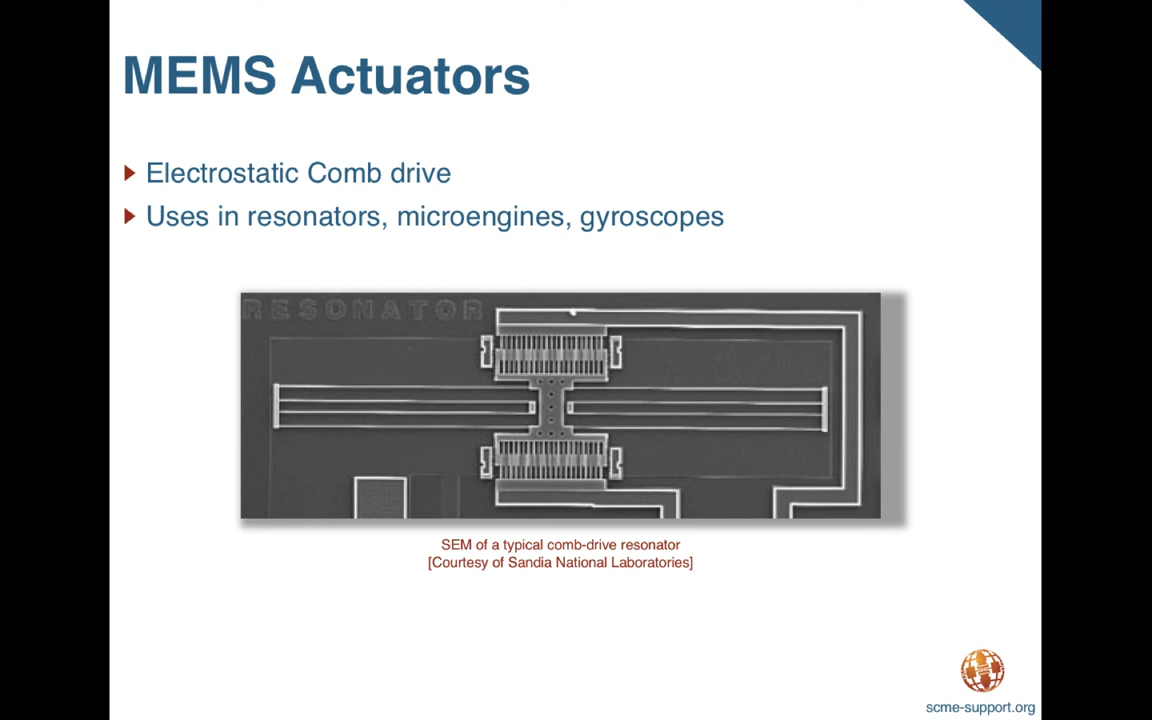 MEMS Actuators
Electrostatic Comb drive
Uses in resonators, microengines, gyroscopes
RESONATOR
SEM of a typical comb-drive resonator
[Courtesy of Sandia National Laboratories]
scme-support.org